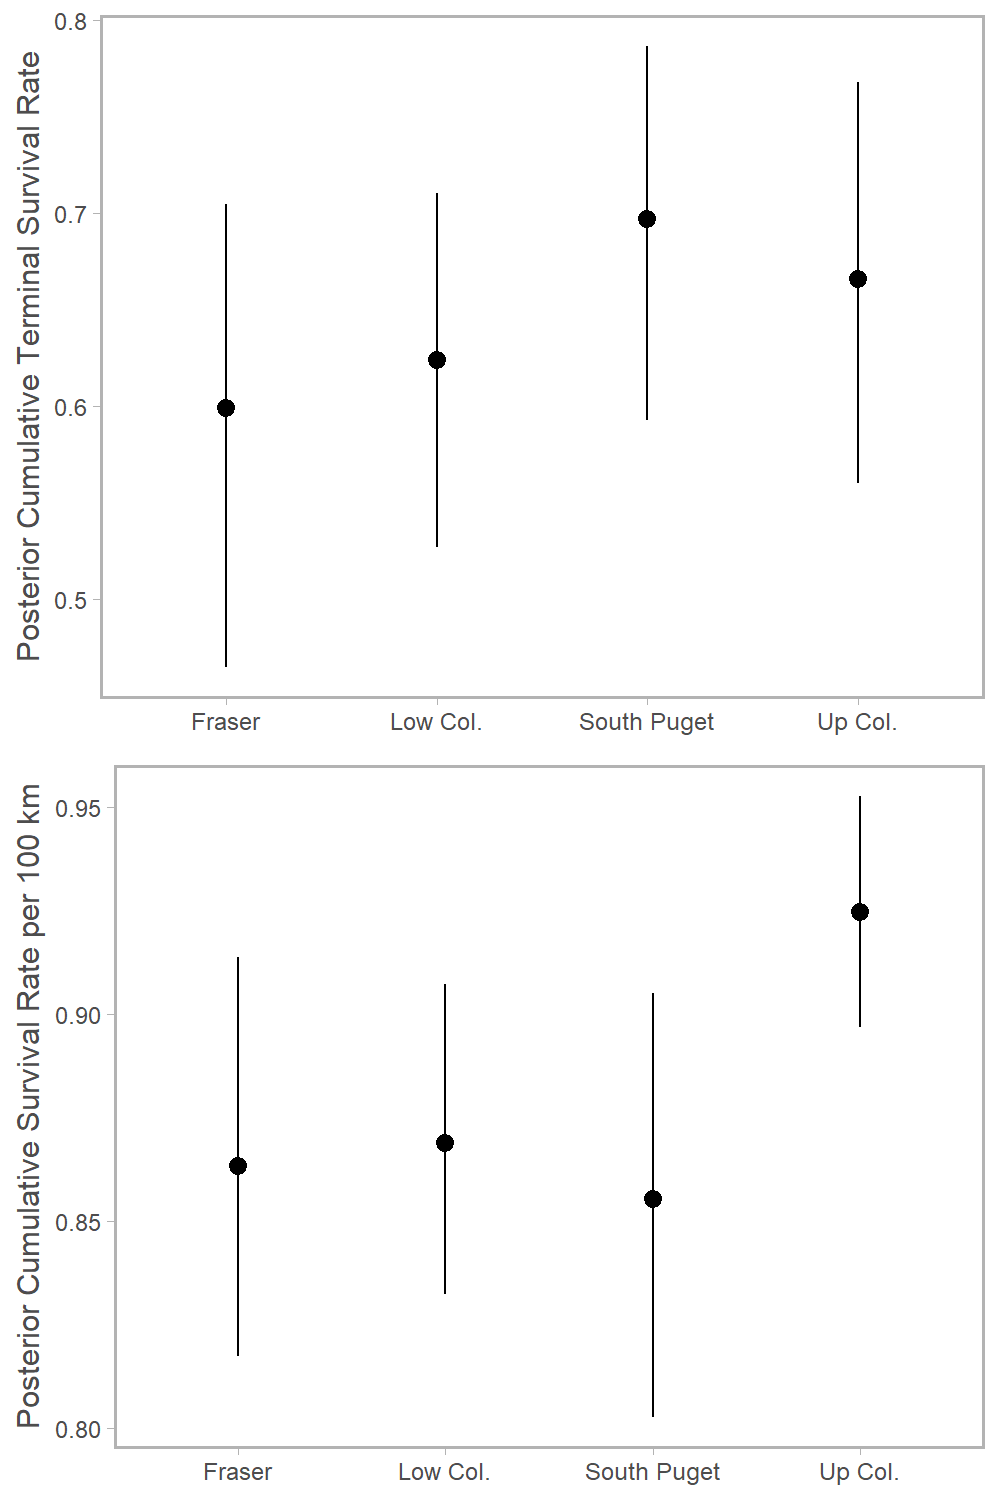 Posterior Cumulative Terminal Survival Rate
0.8
0.7
0.6
0.5
Fraser Low Col. South Puget Up Col.
Posterior Cumulative Survival Rate per 100 km
0.95
0.90
0.85
0.80
Fraser Low Col. South Puget Up Col.